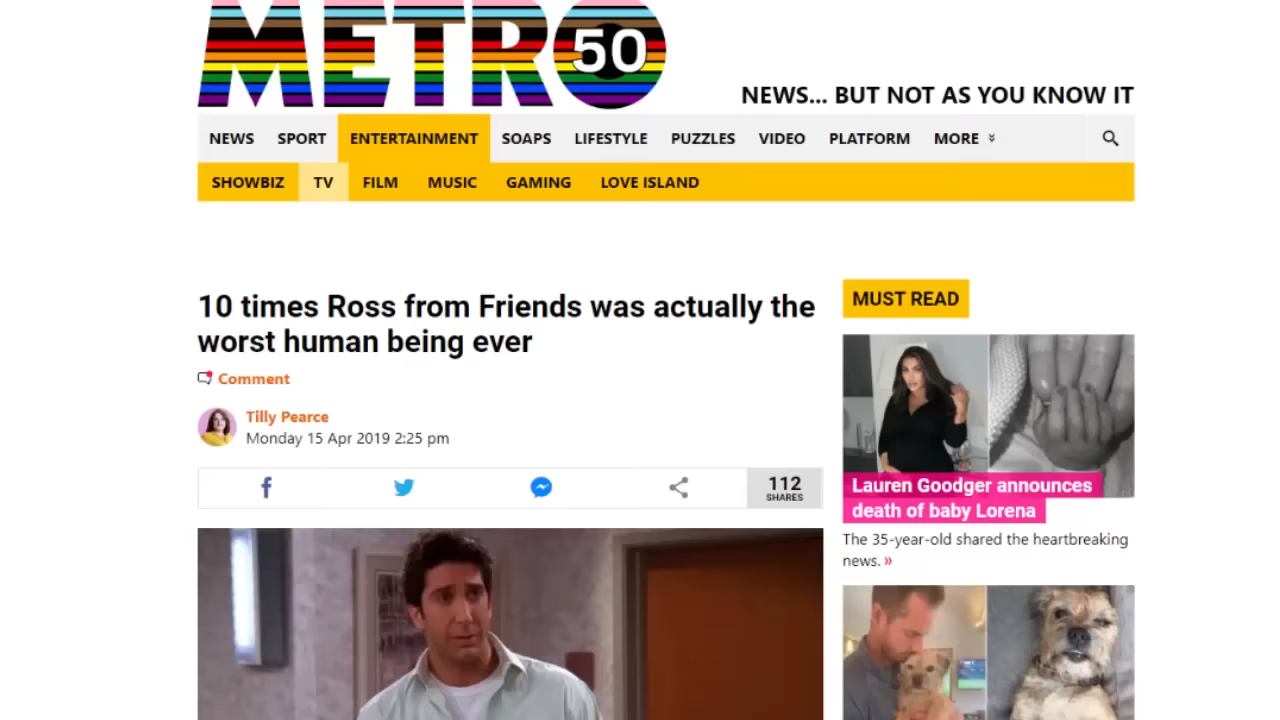 METRO 50
NEWS... BUT NOT AS YOU KNOW IT
NEWS SPORT ENTERTAINMENT SOAPS LIFESTYLE PUZZLES VIDEO PLATFORM MORE
SHOWBIZ TV FILM MUSIC GAMING LOVE ISLAND
10 times Ross from Friends was actually the
worst human being ever
Comment
Tilly Pearce
Monday 15 Apr 2019 2:25 pm
112
SHARES
MUST READ
Lauren Goodger announces
death of baby Lorena
The 35-year-old shared the heartbreaking
news. »